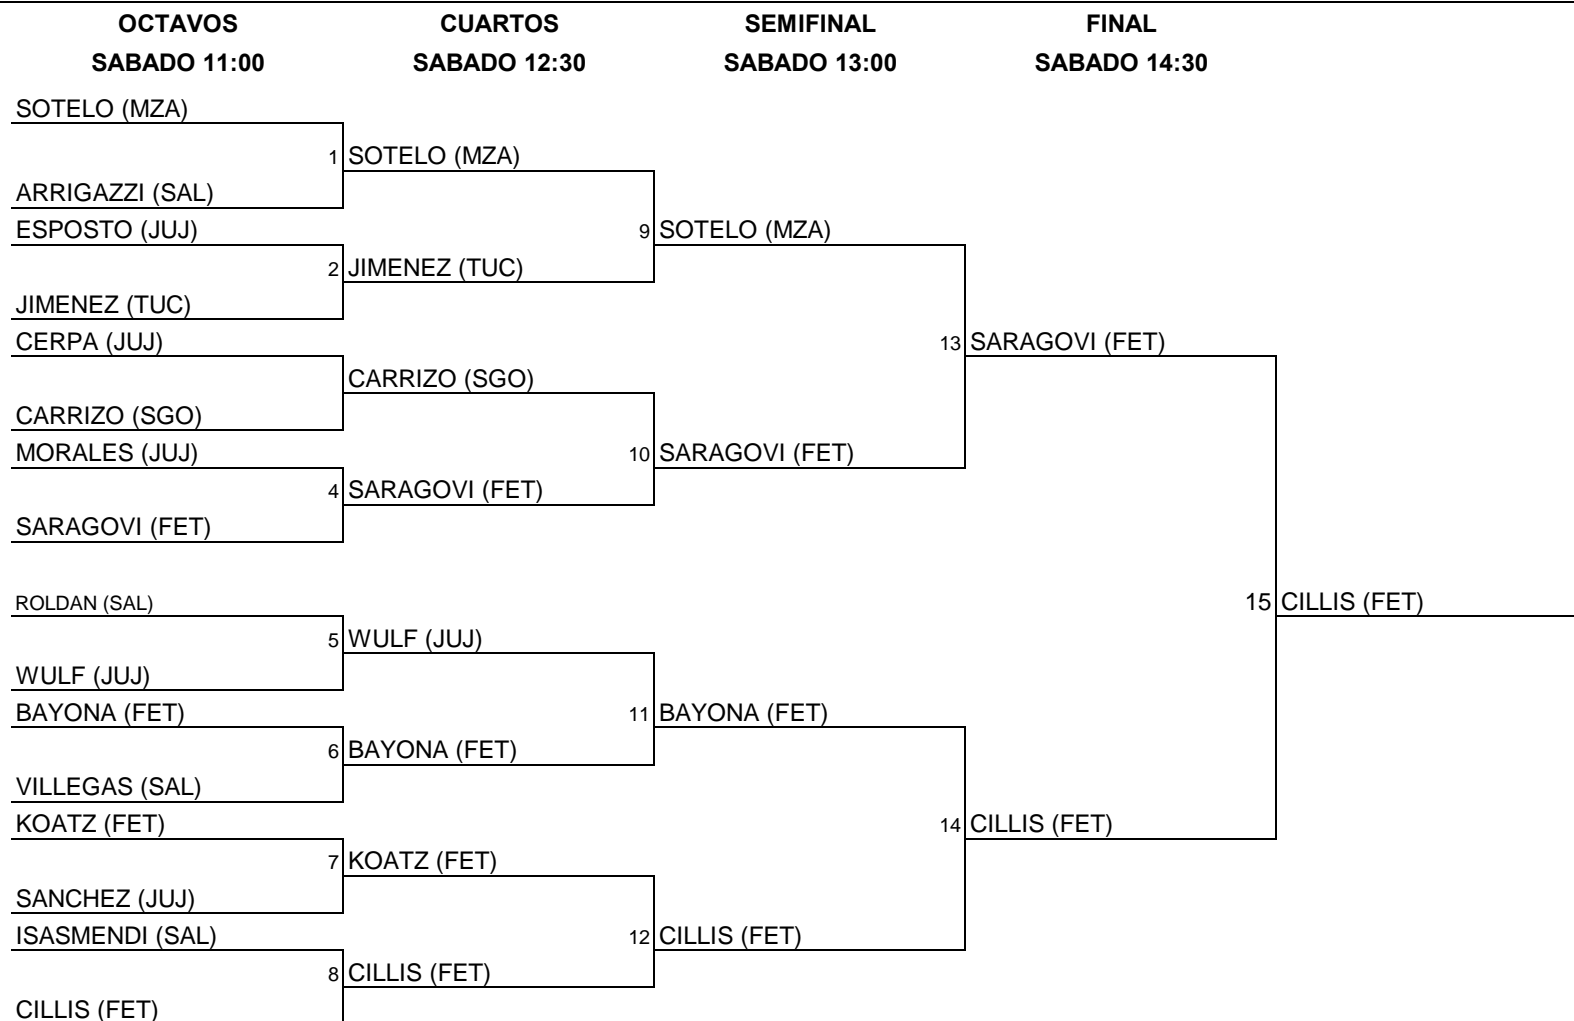 OCTAVOS CUARTOS SEMIFINAL FINAL
SABADO 11:00 SABADO 12:30 SABADO 13:00 SABADO 14:30
SOTELO (MZA)
1 SOTELO (MZA)
ARRIGAZZI (SAL)
ESPOSTO (JUJ) 9 SOTELO (MZA)
2 JIMENEZ (TUC)
JIMENEZ (TUC)
CERPA (JUJ) 13 SARAGOVI (FET)
CARRIZO (SGO)
CARRIZO (SGO)
MORALES (JUJ) 10 SARAGOVI (FET)
4 SARAGOVI (FET)
SARAGOVI (FET)
ROLDAN (SAL) 15 CILLIS (FET)
5 WULF (JUJ)
WULF (JUJ)
BAYONA (FET) 11 BAYONA (FET)
6 BAYONA (FET)
VILLEGAS (SAL)
KOATZ (FET) 14 CILLIS (FET)
7 KOATZ (FET)
SANCHEZ (JUJ)
ISASMENDI (SAL) 12 CILLIS (FET)
8 CILLIS (FET)
CILLIS (FET)